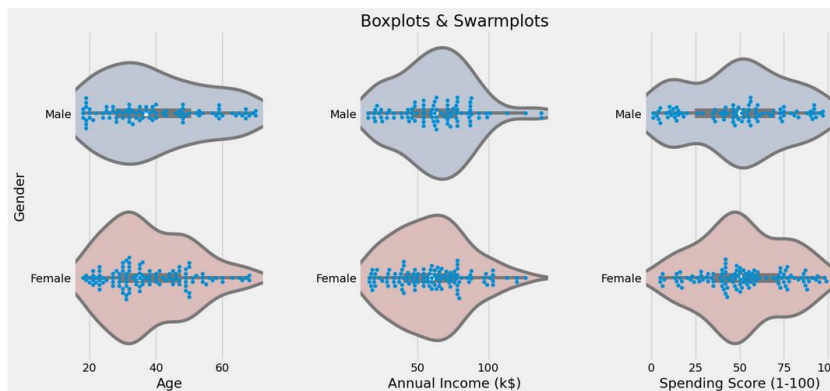 Boxplots & Swarmplots
Gender
Male
Female
20 40 60
Age
Male
Female
50 100
Annual Income (k$)
Male
Female
0 25 50 75 100
Spending Score (1-100)